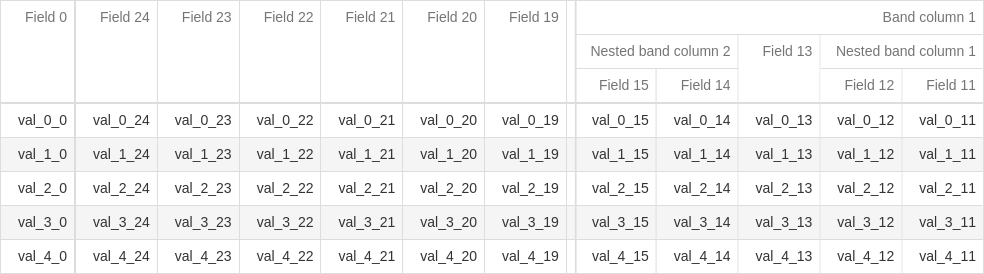 Field 0 Field 24 Field 23 Field 22 Field 21 Field 20 Field 19 Band column 1
Nested band column 2 Field 13 Nested band column 1
Field 15 Field 14 Field 12 Field 11
val_0_0 val_0_24 val_0_23 val_0_22 val_0_21 val_0_20 val_0_19 val_0_15 val_0_14 val_0_13 val_0_12 val_0_11
val_1_0 val_1_24 val_1_23 val_1_22 val_1_21 val_1_20 val_1_19 val_1_15 val_1_14 val_1_13 val_1_12 val_1_11
val_2_0 val_2_24 val_2_23 val_2_22 val_2_21 val_2_20 val_2_19 val_2_15 val_2_14 val_2_13 val_2_12 val_2_11
val_3_0 val_3_24 val_3_23 val_3_22 val_3_21 val_3_20 val_3_19 val_3_15 val_3_14 val_3_13 val_3_12 val_3_11
val_4_0 val_4_24 val_4_23 val_4_22 val_4_21 val_4_20 val_4_19 val_4_15 val_4_14 val_4_13 val_4_12 val_4_11